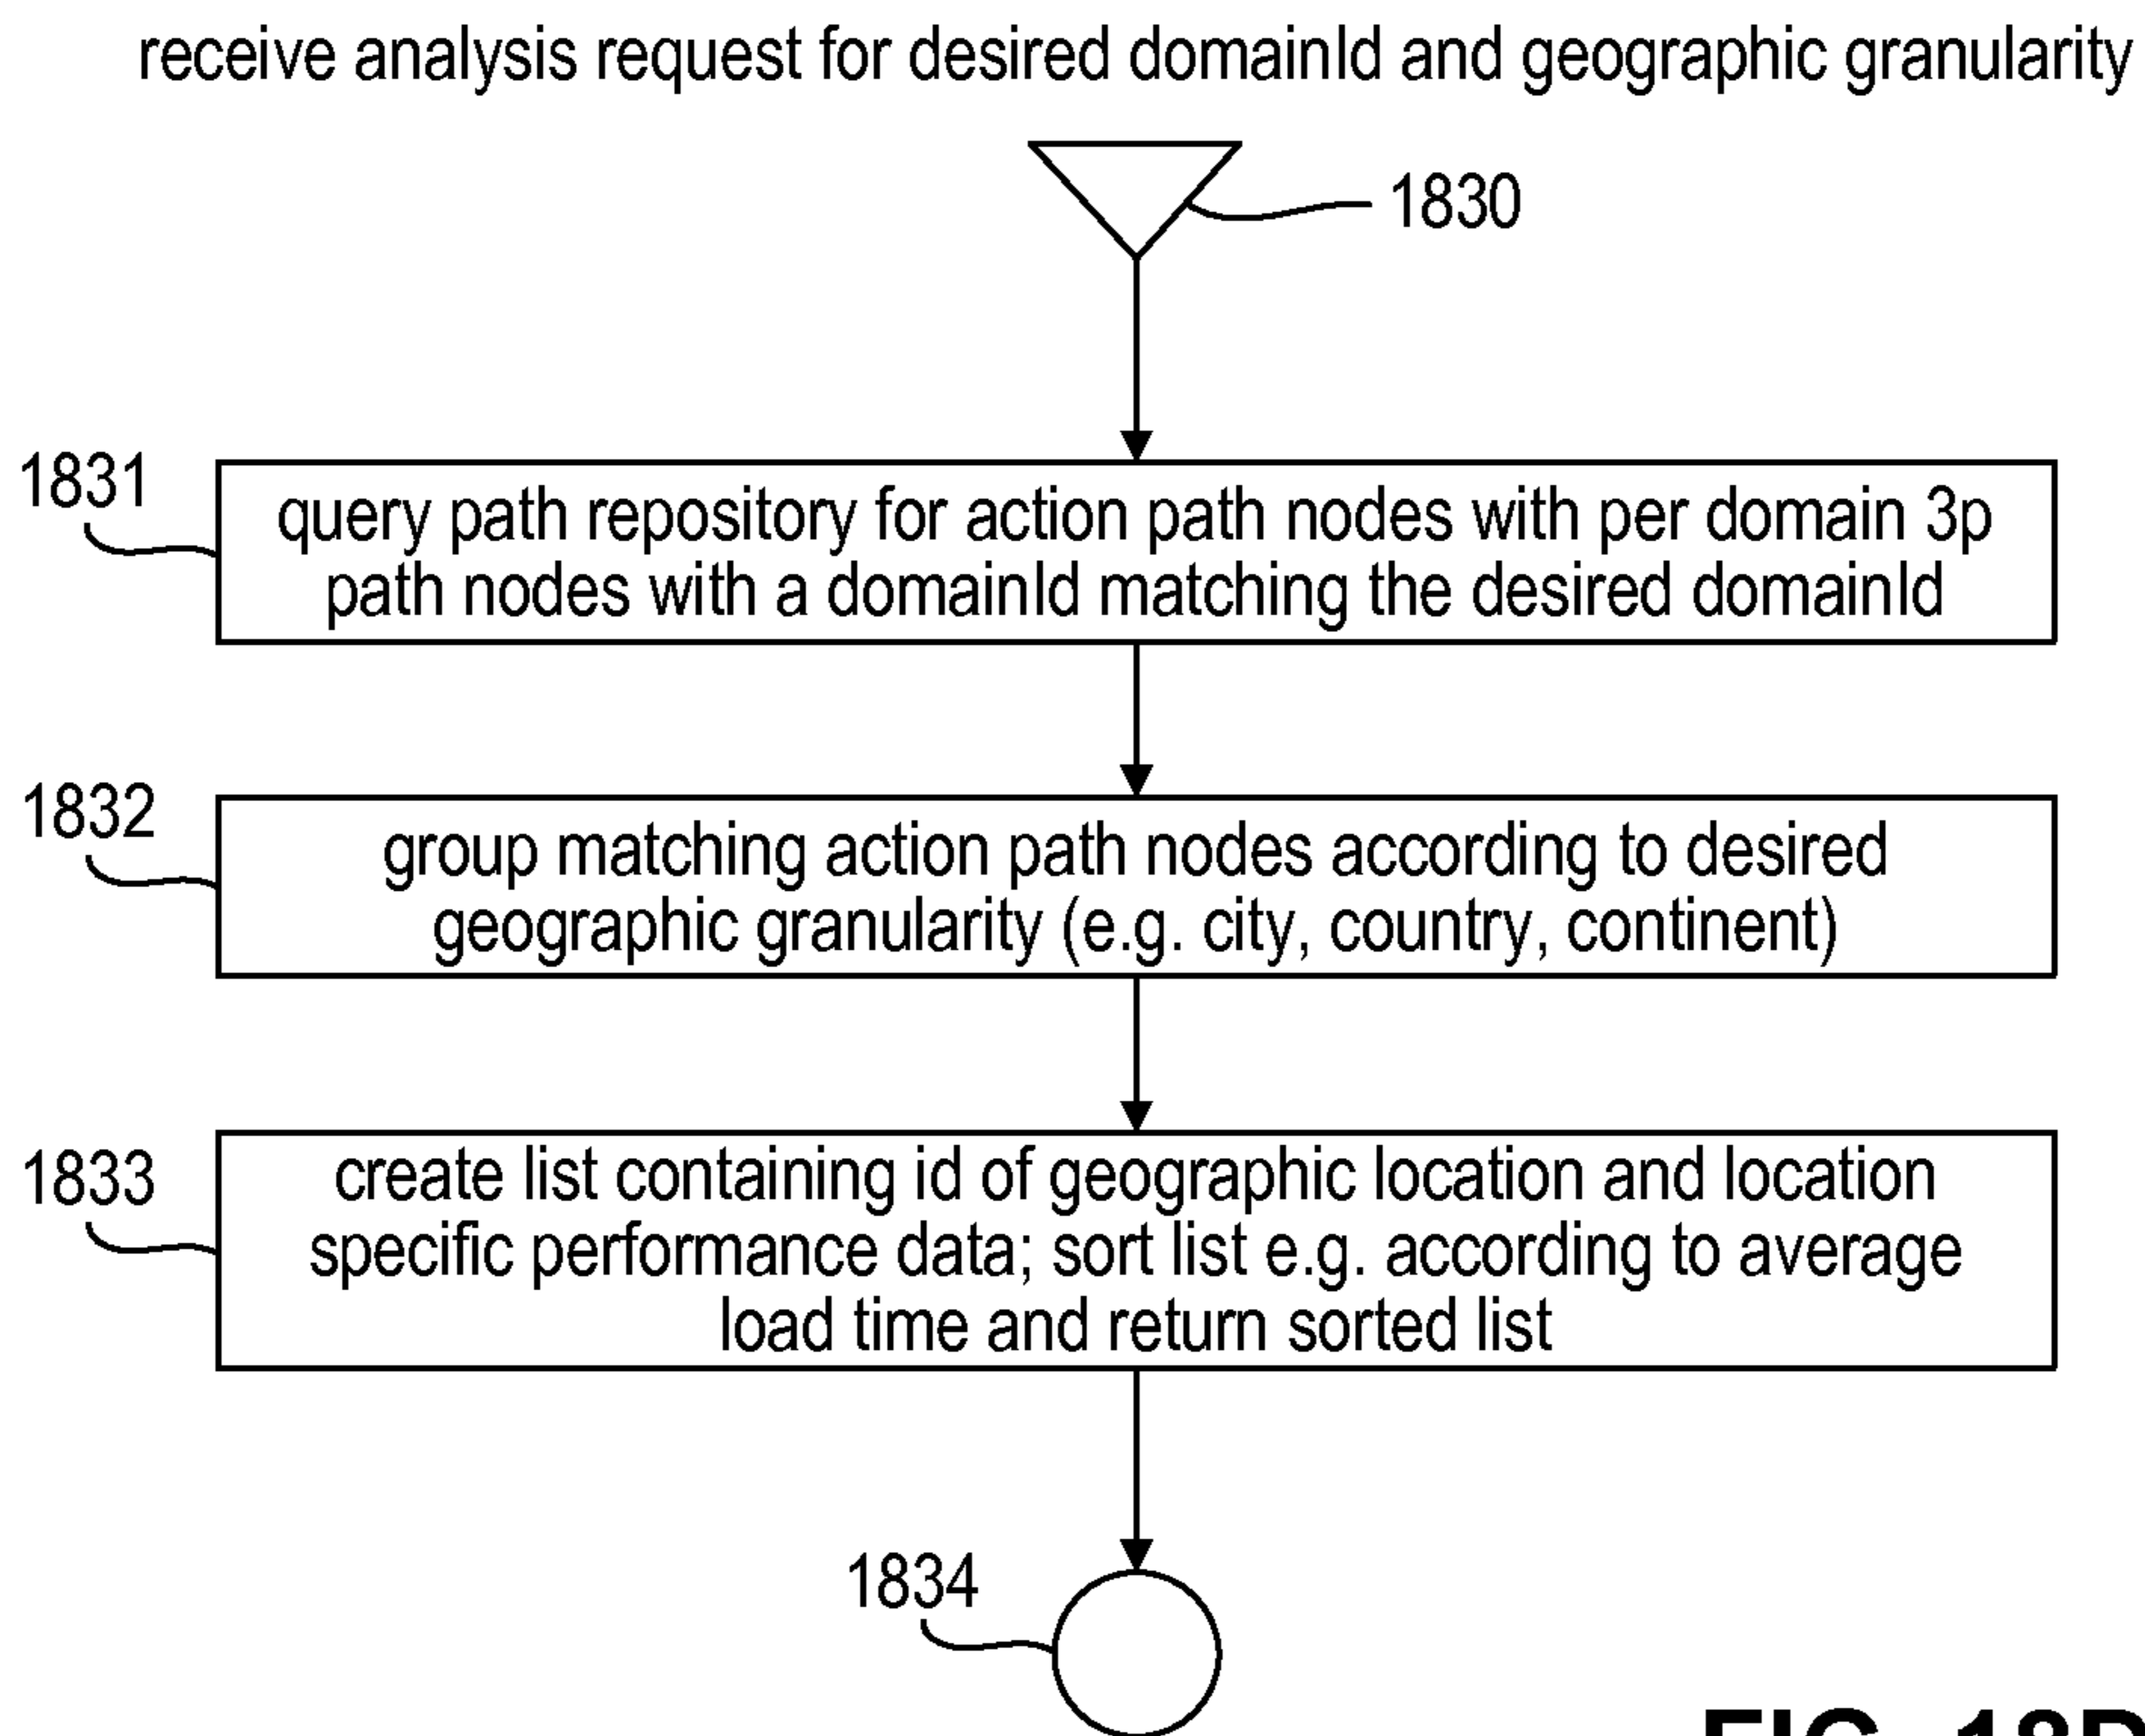 receive analysis request for desired domainId and geographic granularity
1830
1831
query path repository for action path nodes with per domain 3p
path nodes with a domainId matching the desired domainId
1832
group matching action path nodes according to desired
geographic granularity (e.g. city, country, continent)
1833
create list containing id of geographic location and location
specific performance data; sort list e.g. according to average
load time and return sorted list
1834